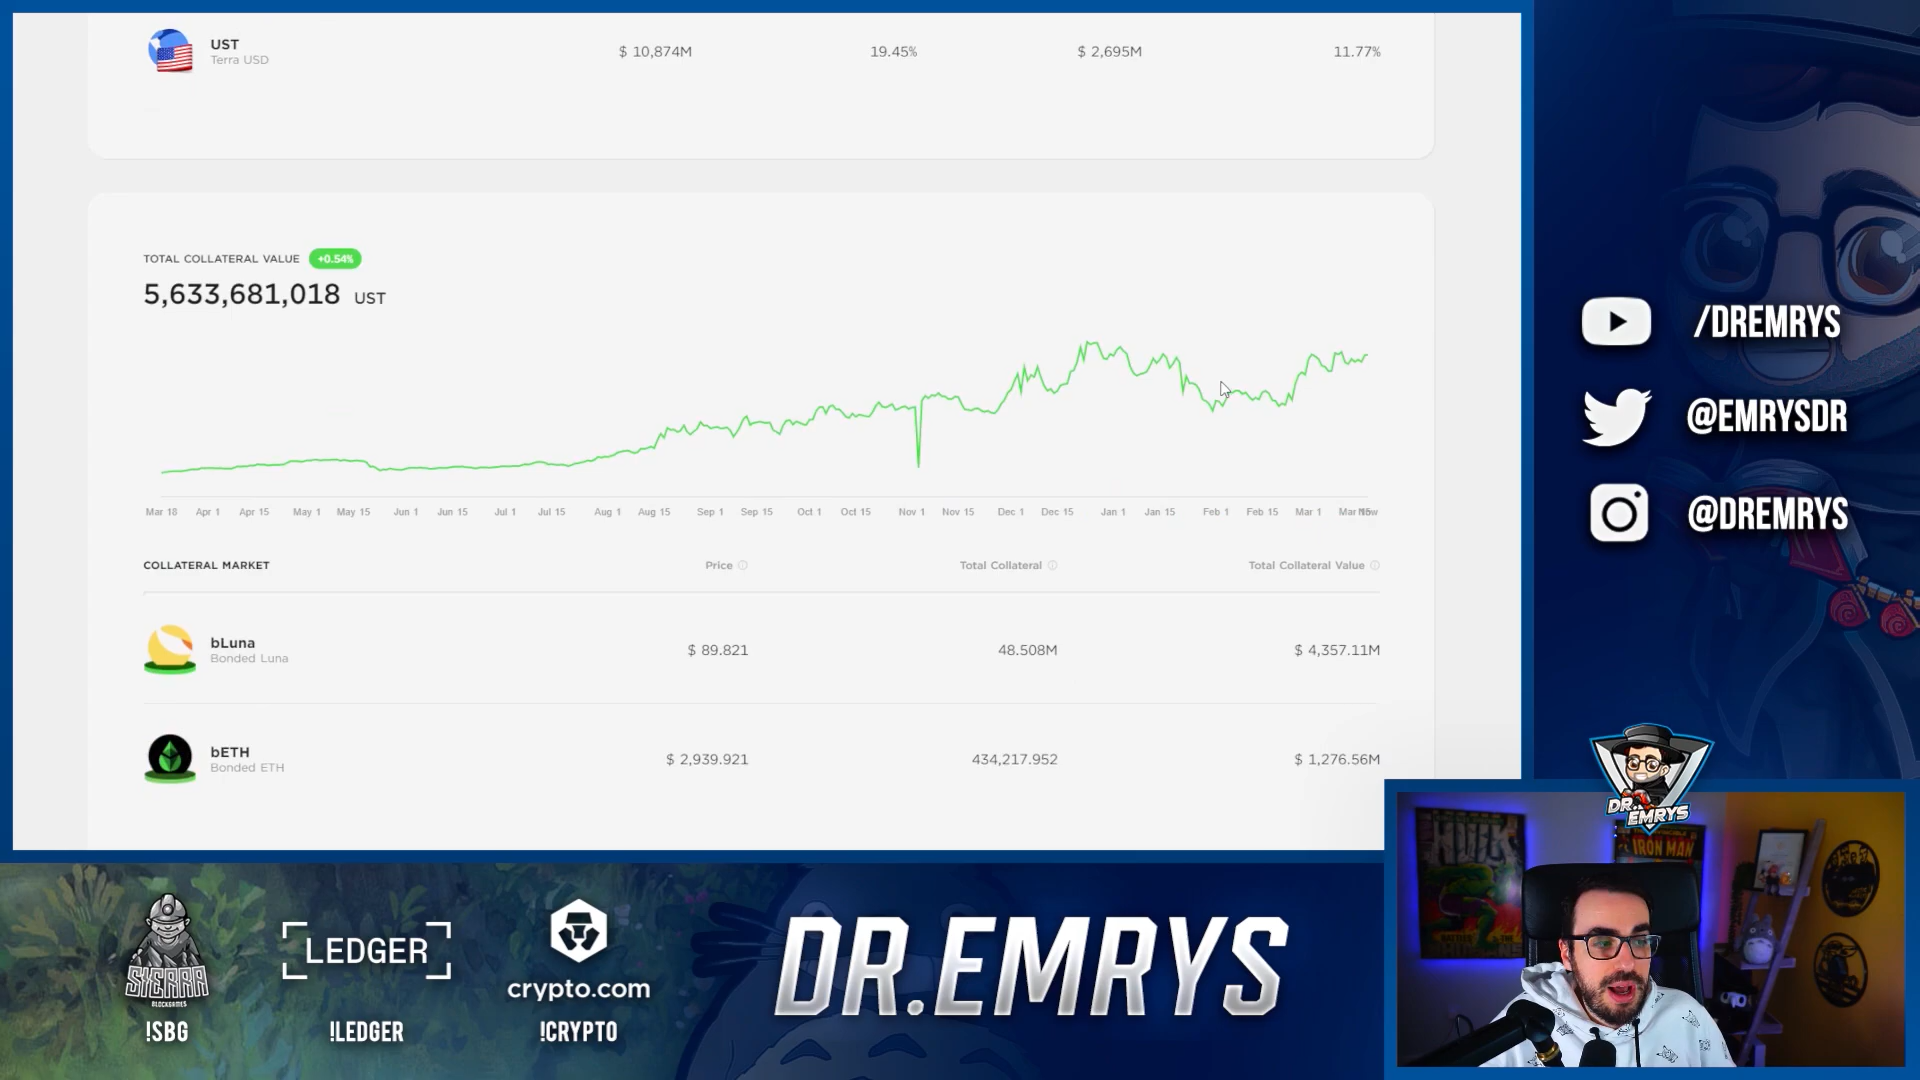 UST
Terra USD
$ 10,874M
19.45%
$ 2,695M
11.77%
TOTAL COLLATERAL VALUE +0.54%
5,633,681,018 UST
Mar 18 Apr 1 Apr 15 May 1 May 15 Jun 1 Jun 15 Jul 1 Jul 15 Aug 1 Aug 15 Sep 1 Sep 15 Oct 1 Oct 15 Nov 1 Nov 15 Dec 1 Dec 15 Jan 1 Jan 15 Feb 1 Feb 15 Mar 1 Mar 15 Now
COLLATERAL MARKET Price Total Collateral Total Collateral Value
bLuna
Bonded Luna
$ 89.821
48.508M
$ 4,357.11M
bETH
Bonded ETH
$ 2,939.921
434,217.952
$ 1,276.56M
/DREMRYS
@EMRYSDR
@DREMRYS
DR.
EMRYS
IRON MAN
SIERRA
BLOCKGAMES
!SBG
LEDGER
!LEDGER
crypto.com
!CRYPTO
DR.EMRYS